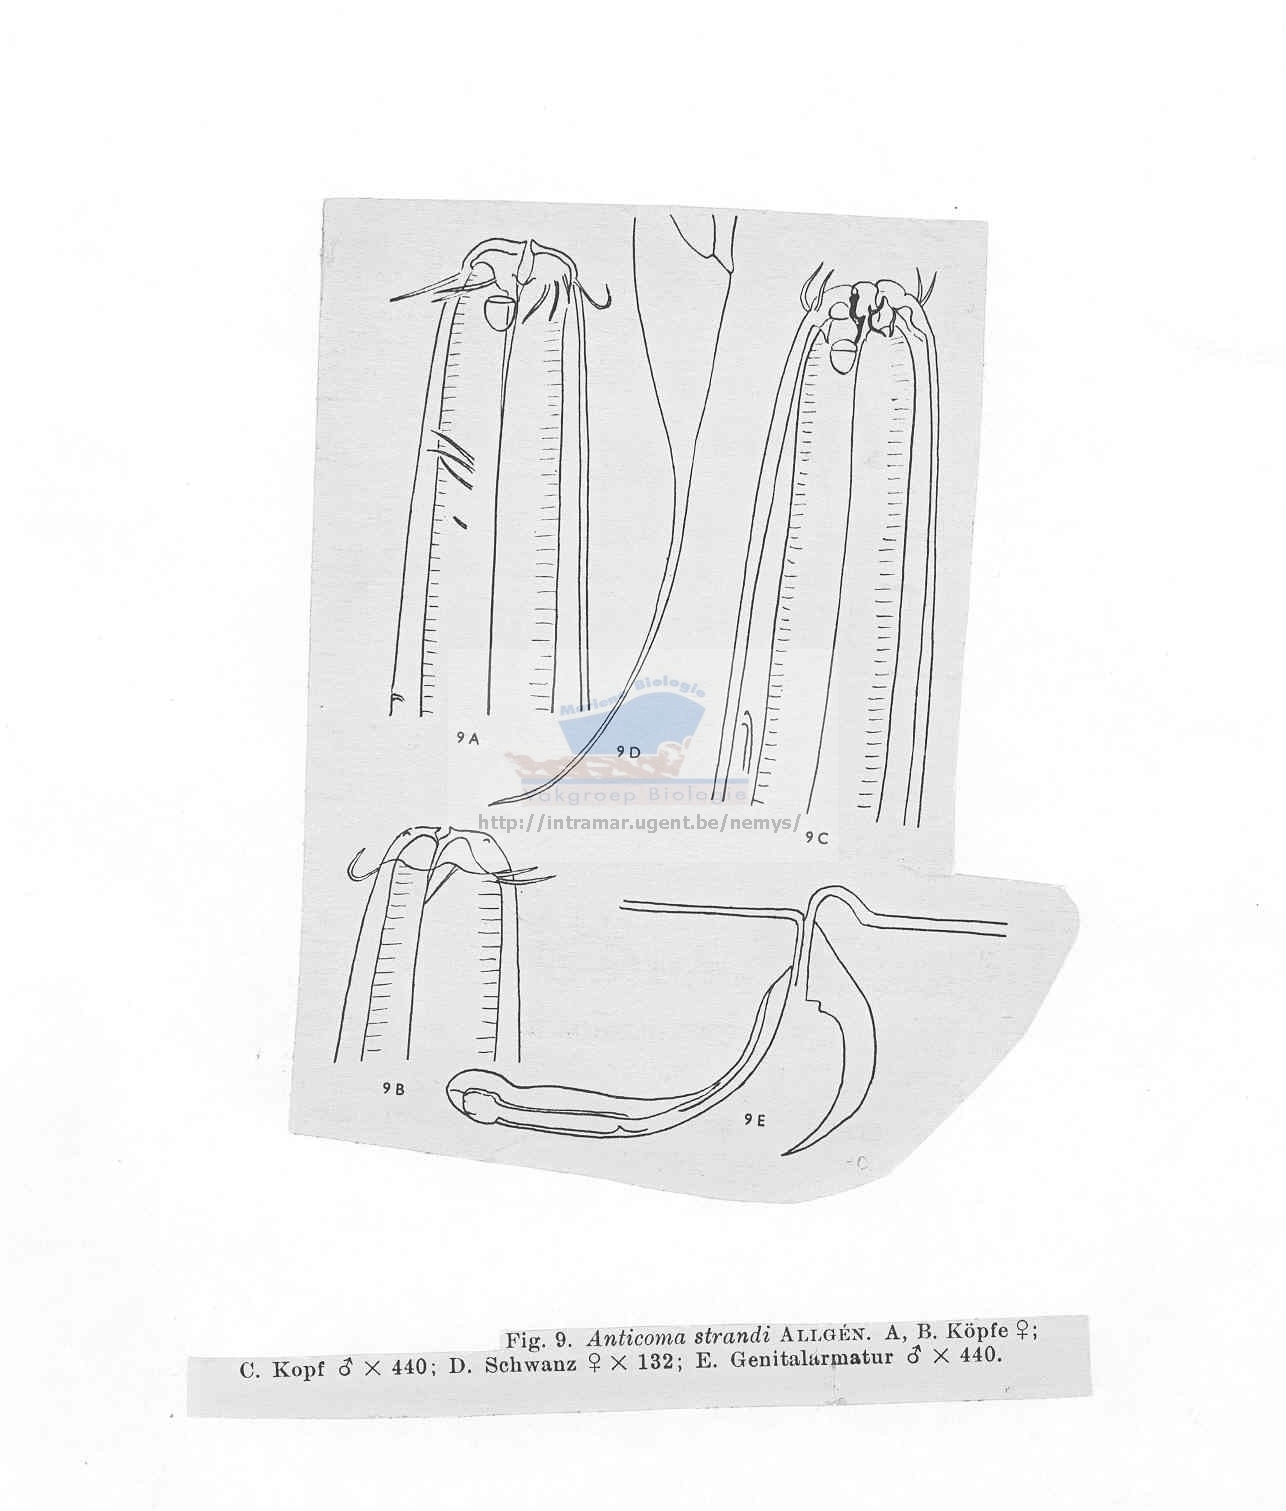 9A
9D
9C
Mariene Biologie
Vakgroep Biologie
http://intramar.ugent.be/nemys/
9B
9E
Fig. 9. Anticoma strandi ALLGÉN. A, B. Köpfe ♀;
C. Kopf ♂ × 440; D. Schwanz ♀ × 132; E. Genitalarmatur ♂ × 440.